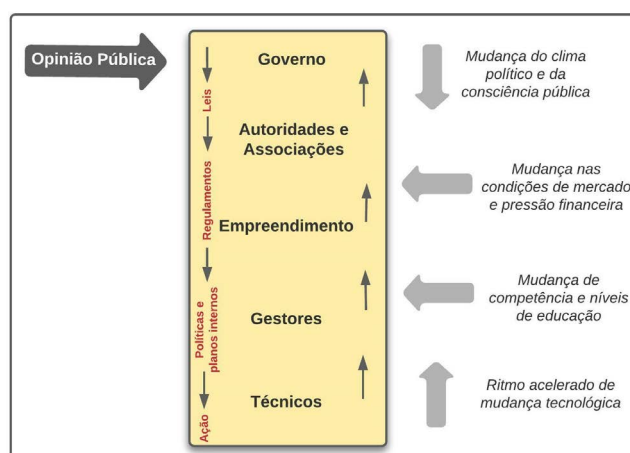 Opinião Pública
Governo
Leis
Autoridades e
Associações
Regulamentos
Empreendimento
Políticas e
planos internos
Gestores
Técnicos
Ação
Mudança do clima
político e da
consciência pública
Mudança nas
condições de mercado
e pressão financeira
Mudança de
competência e níveis
de educação
Ritmo acelerado de
mudança tecnológica